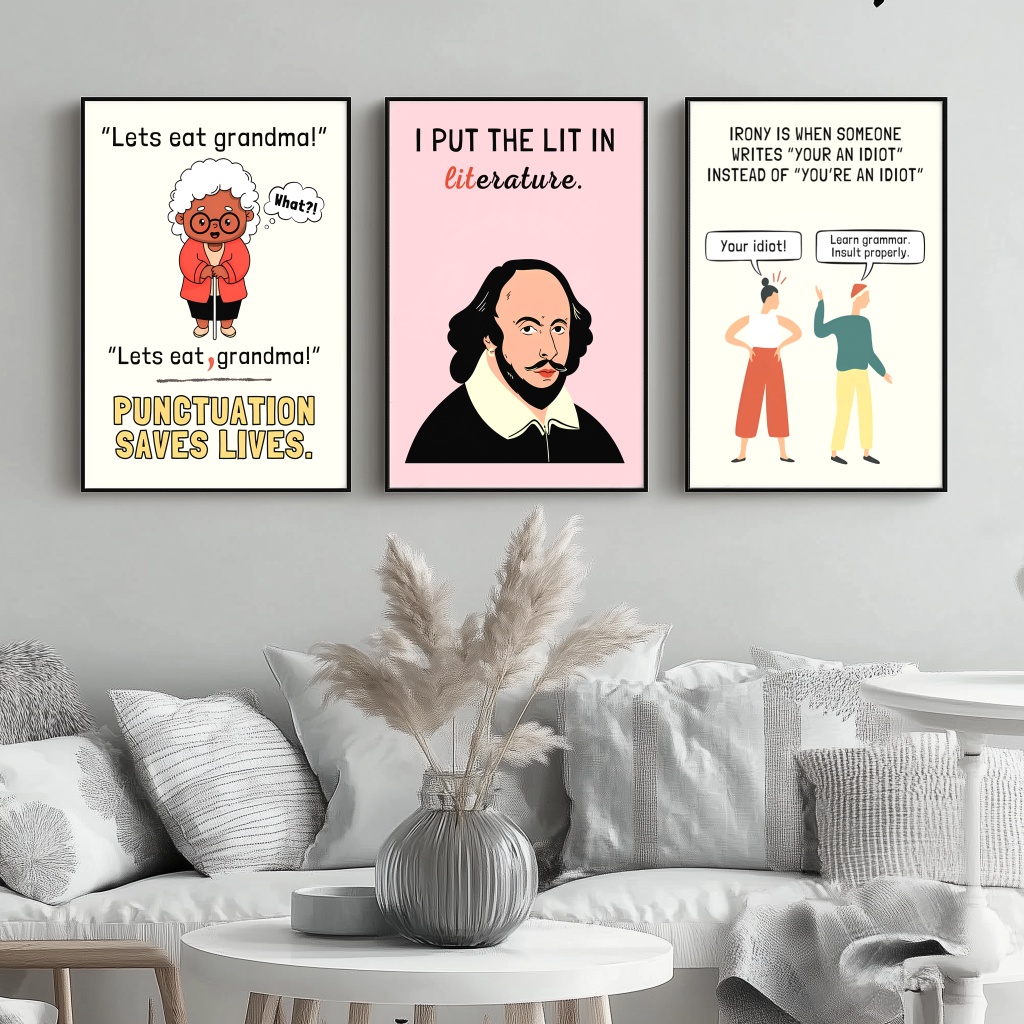 “Lets eat grandma!”
What?!
“Lets eat, grandma!”
PUNCTUATION
SAVES LIVES.
I PUT THE LIT IN
literature.
IRONY IS WHEN SOMEONE
WRITES “YOUR AN IDIOT”
INSTEAD OF “YOU’RE AN IDIOT”
Your idiot!
Learn grammar.
Insult properly.